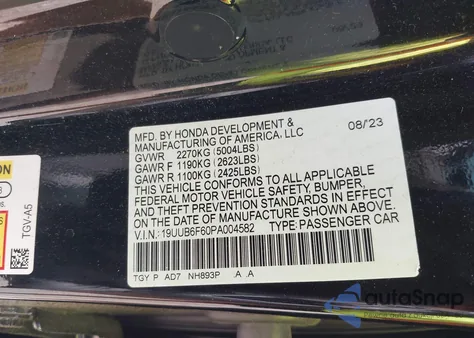 MFD. BY HONDA DEVELOPMENT & 08/23
MANUFACTURING OF AMERICA, LLC
GVWR 2270KG (5004LBS)
GAWR F 1190KG (2623LBS)
GAWR R 1100KG (2425LBS)
THIS VEHICLE CONFORMS TO ALL APPLICABLE
FEDERAL MOTOR VEHICLE SAFETY, BUMPER,
AND THEFT PREVENTION STANDARDS IN EFFECT
ON THE DATE OF MANUFACTURE SHOWN ABOVE.
V.I.N.: 19UUB6F60PA004582 TYPE: PASSENGER CAR
TGY P AD7 NH893P .A .A
TGV-A5
autoSnap